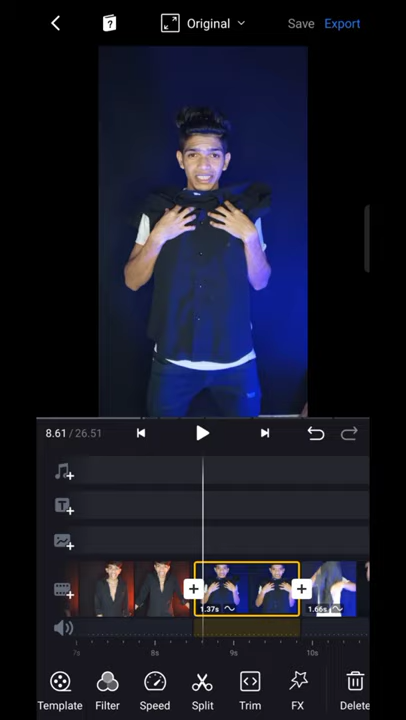 Original
Save
Export
8.61 / 26.51
1.37s
1.66s
7s
8s
9s
10s
Template
Filter
Speed
Split
Trim
FX
Delete